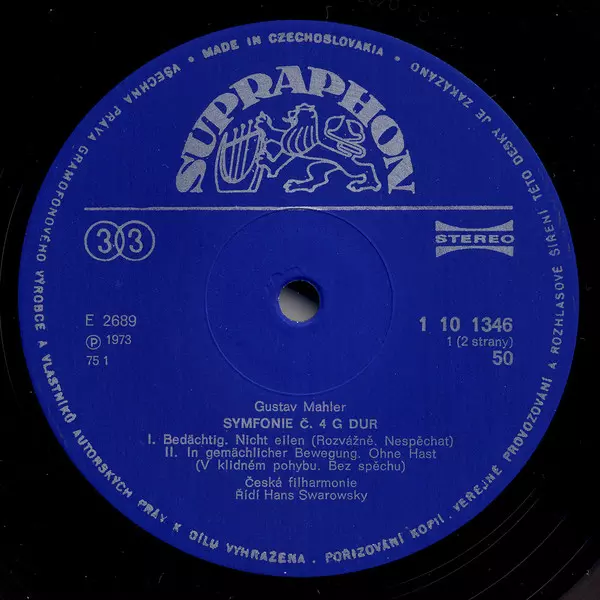 MADE IN CZECHOSLOVAKIA •
VŠECHNA PRÁVA GRAMOFONOVÉHO VÝROBCE A VLASTNÍKŮ AUTORSKÝCH PRÁV K DÍLU VYHRAŽENA. POŘIZOVÁNÍ KOPIÍ, VEŘEJNÉ PROVOZOVÁNÍ A ROZHLASOVÉ ŠÍŘENÍ TÉTO DESKY JE ZAKÁZÁNO •
SUPRAPHON
33
STEREO
E 2689
Ⓟ 1973
75 1
1 10 1346
1 (2 strany)
50
Gustav Mahler
SYMFONIE Č. 4 G DUR
I. Bedächtig. Nicht eilen (Rozvážně. Nespěchat)
II. In gemächlicher Bewegung. Ohne Hast
(V klidném pohybu. Bez spěchu)
Česká filharmonie
Řídí Hans Swarowsky